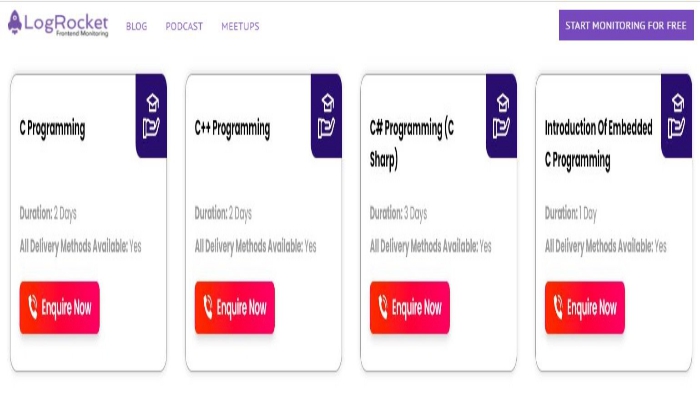 LogRocket
Frontend Monitoring
BLOG
PODCAST
MEETUPS
START MONITORING FOR FREE
C Programming
Duration: 2 Days
All Delivery Methods Available: Yes
Enquire Now
C++ Programming
Duration: 2 Days
All Delivery Methods Available: Yes
Enquire Now
C# Programming (C
Sharp)
Duration: 3 Days
All Delivery Methods Available: Yes
Enquire Now
Introduction Of Embedded
C Programming
Duration: 1 Day
All Delivery Methods Available: Yes
Enquire Now